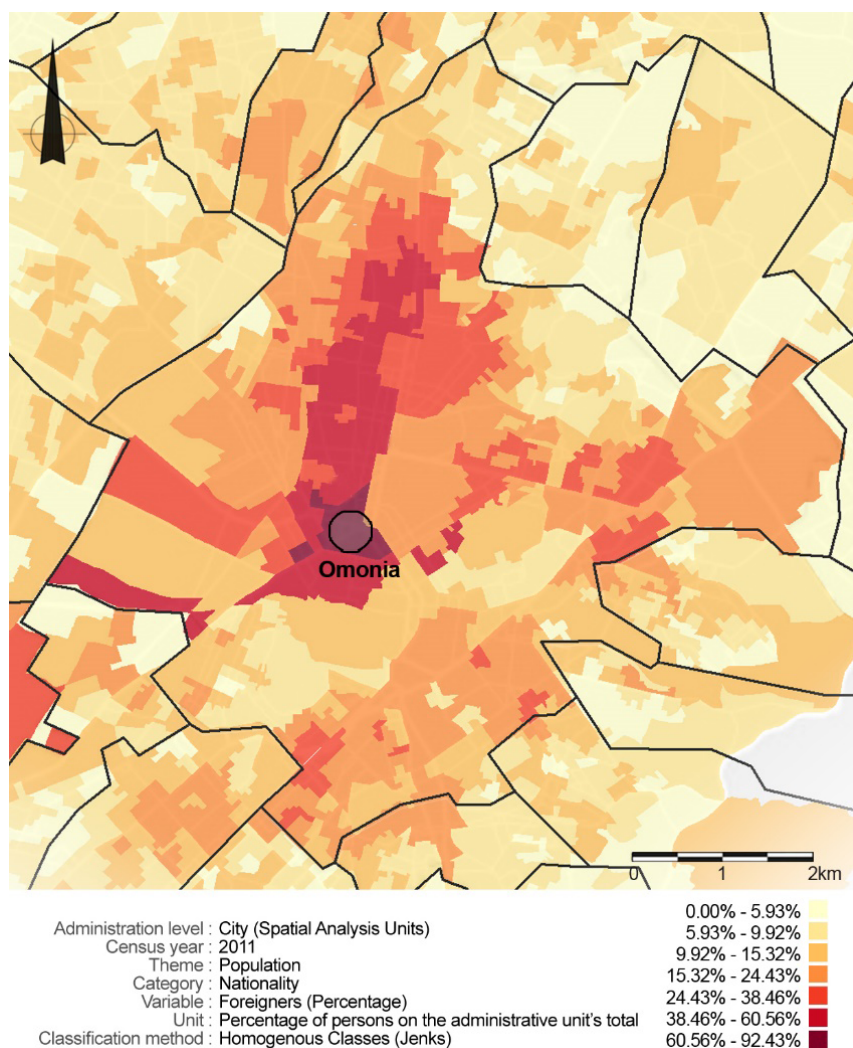 Omonia
0 1 2km
Administration level : City (Spatial Analysis Units)
Census year : 2011
Theme : Population
Category : Nationality
Variable : Foreigners (Percentage)
Unit : Percentage of persons on the administrative unit's total
Classification method : Homogenous Classes (Jenks)
0.00% - 5.93%
5.93% - 9.92%
9.92% - 15.32%
15.32% - 24.43%
24.43% - 38.46%
38.46% - 60.56%
60.56% - 92.43%